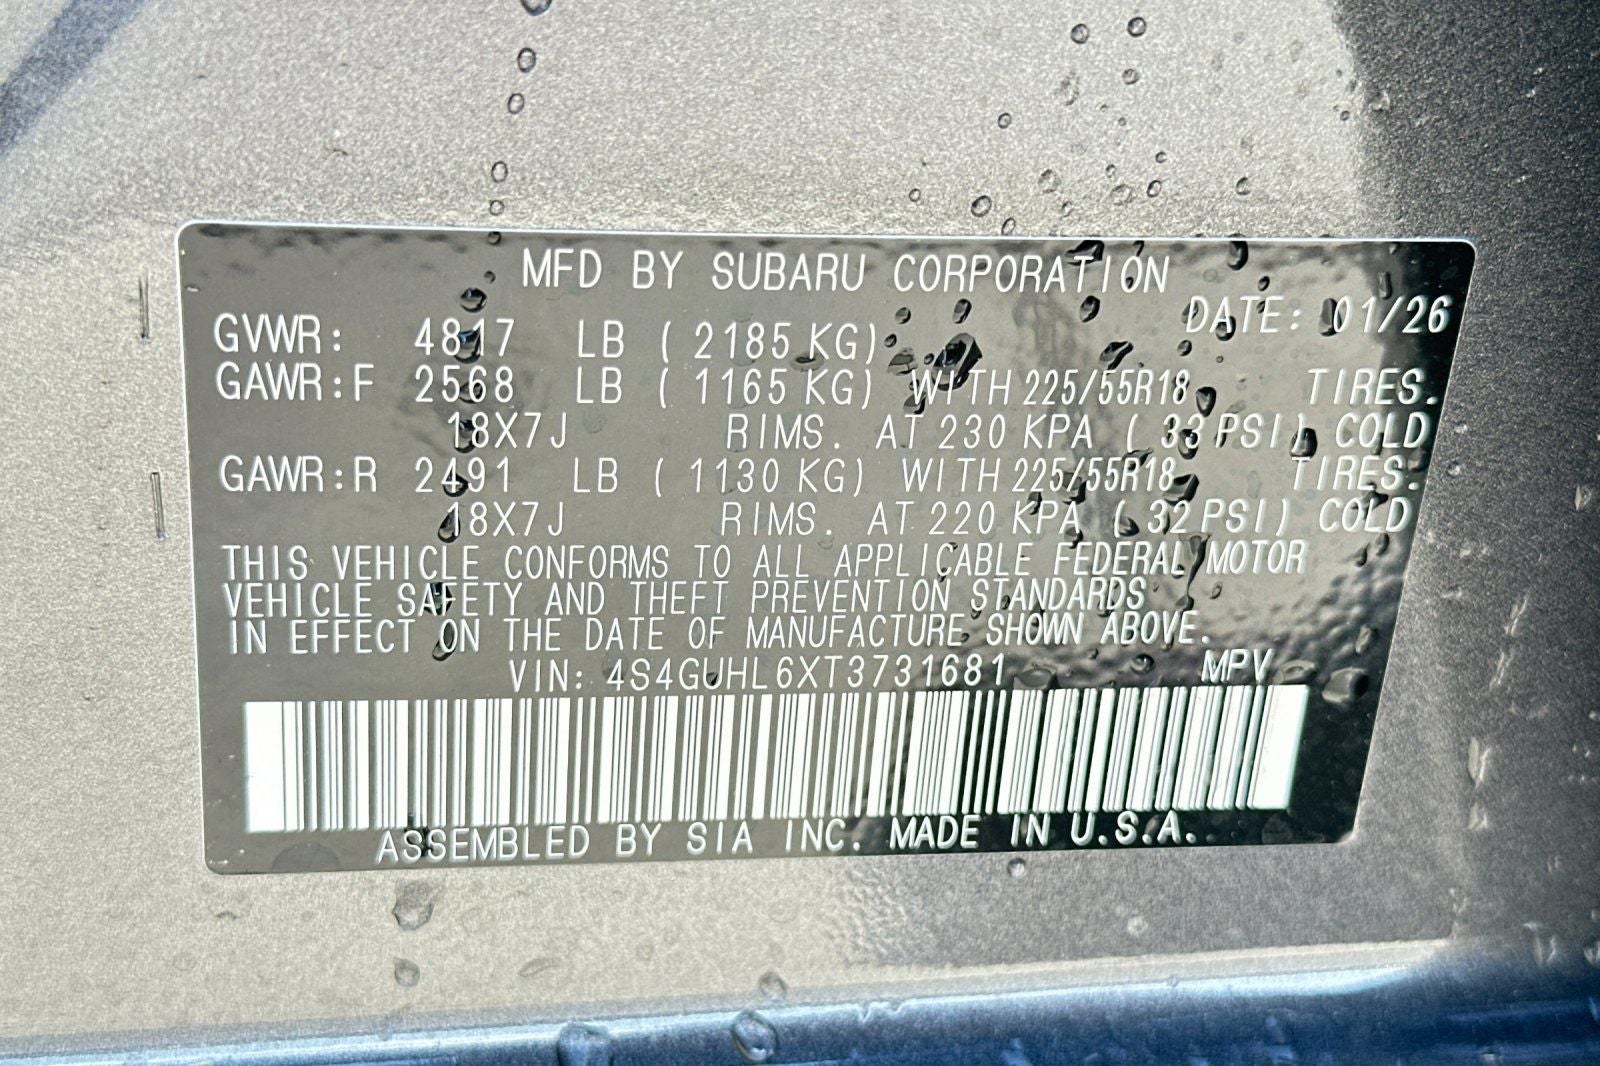 MFD BY SUBARU CORPORATION
DATE: 01/26
GVWR: 4817 LB ( 2185 KG)
GAWR:F 2568 LB ( 1165 KG) WITH 225/55R18 TIRES.
18X7J RIMS. AT 230 KPA ( 33 PSI) COLD
GAWR:R 2491 LB ( 1130 KG) WITH 225/55R18 TIRES.
18X7J RIMS. AT 220 KPA ( 32 PSI) COLD
THIS VEHICLE CONFORMS TO ALL APPLICABLE FEDERAL MOTOR
VEHICLE SAFETY AND THEFT PREVENTION STANDARDS
IN EFFECT ON THE DATE OF MANUFACTURE SHOWN ABOVE.
VIN: 4S4GUHL6XT3731681 MPV
ASSEMBLED BY SIA INC. MADE IN U.S.A.